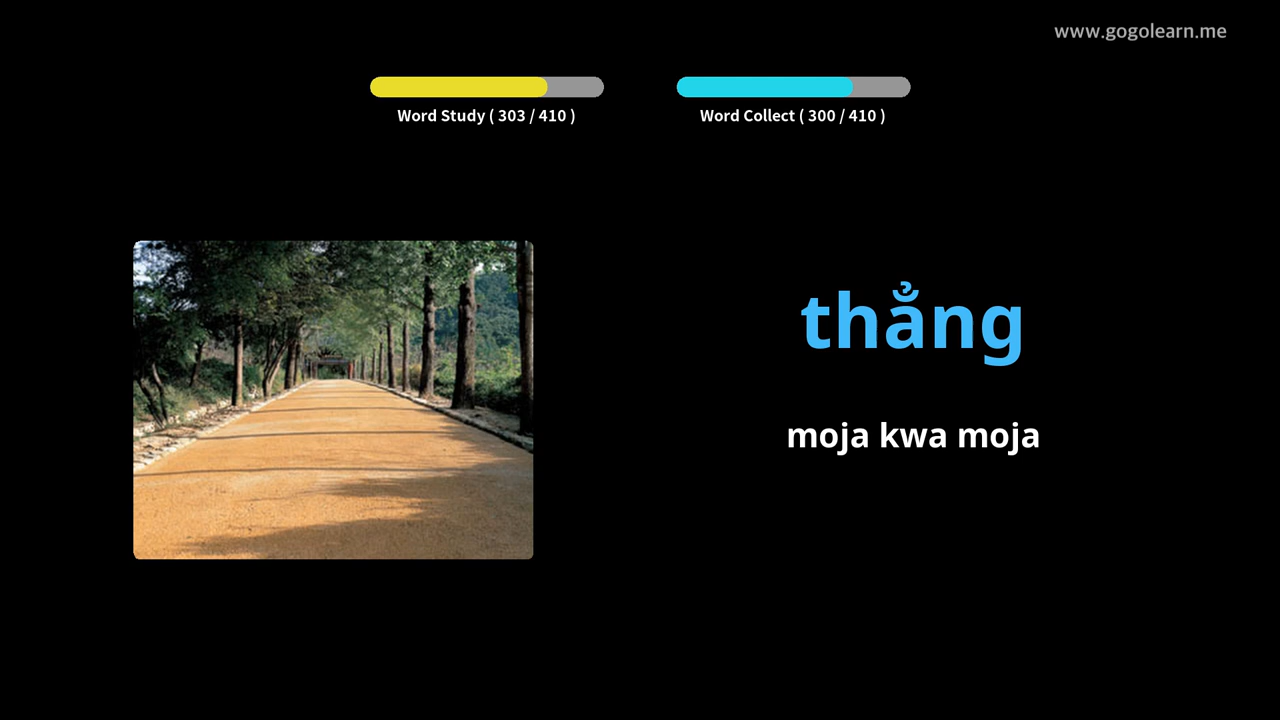 www.gogolearn.me
Word Study ( 303 / 410 )
Word Collect ( 300 / 410 )
thẳng
moja kwa moja